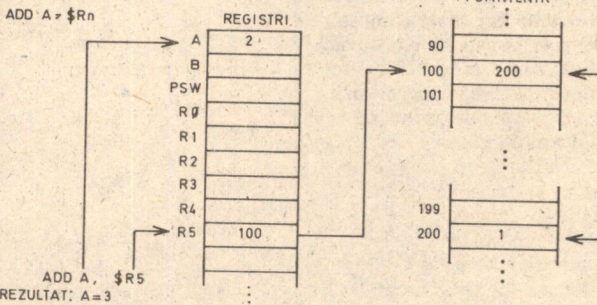 ADD A, $Rn
REGISTRI
A 2
B
PSW
R0
R1
R2
R3
R4
R5 100
90
100 200
101
199
200 1
ADD A, $R5
REZULTAT: A=3